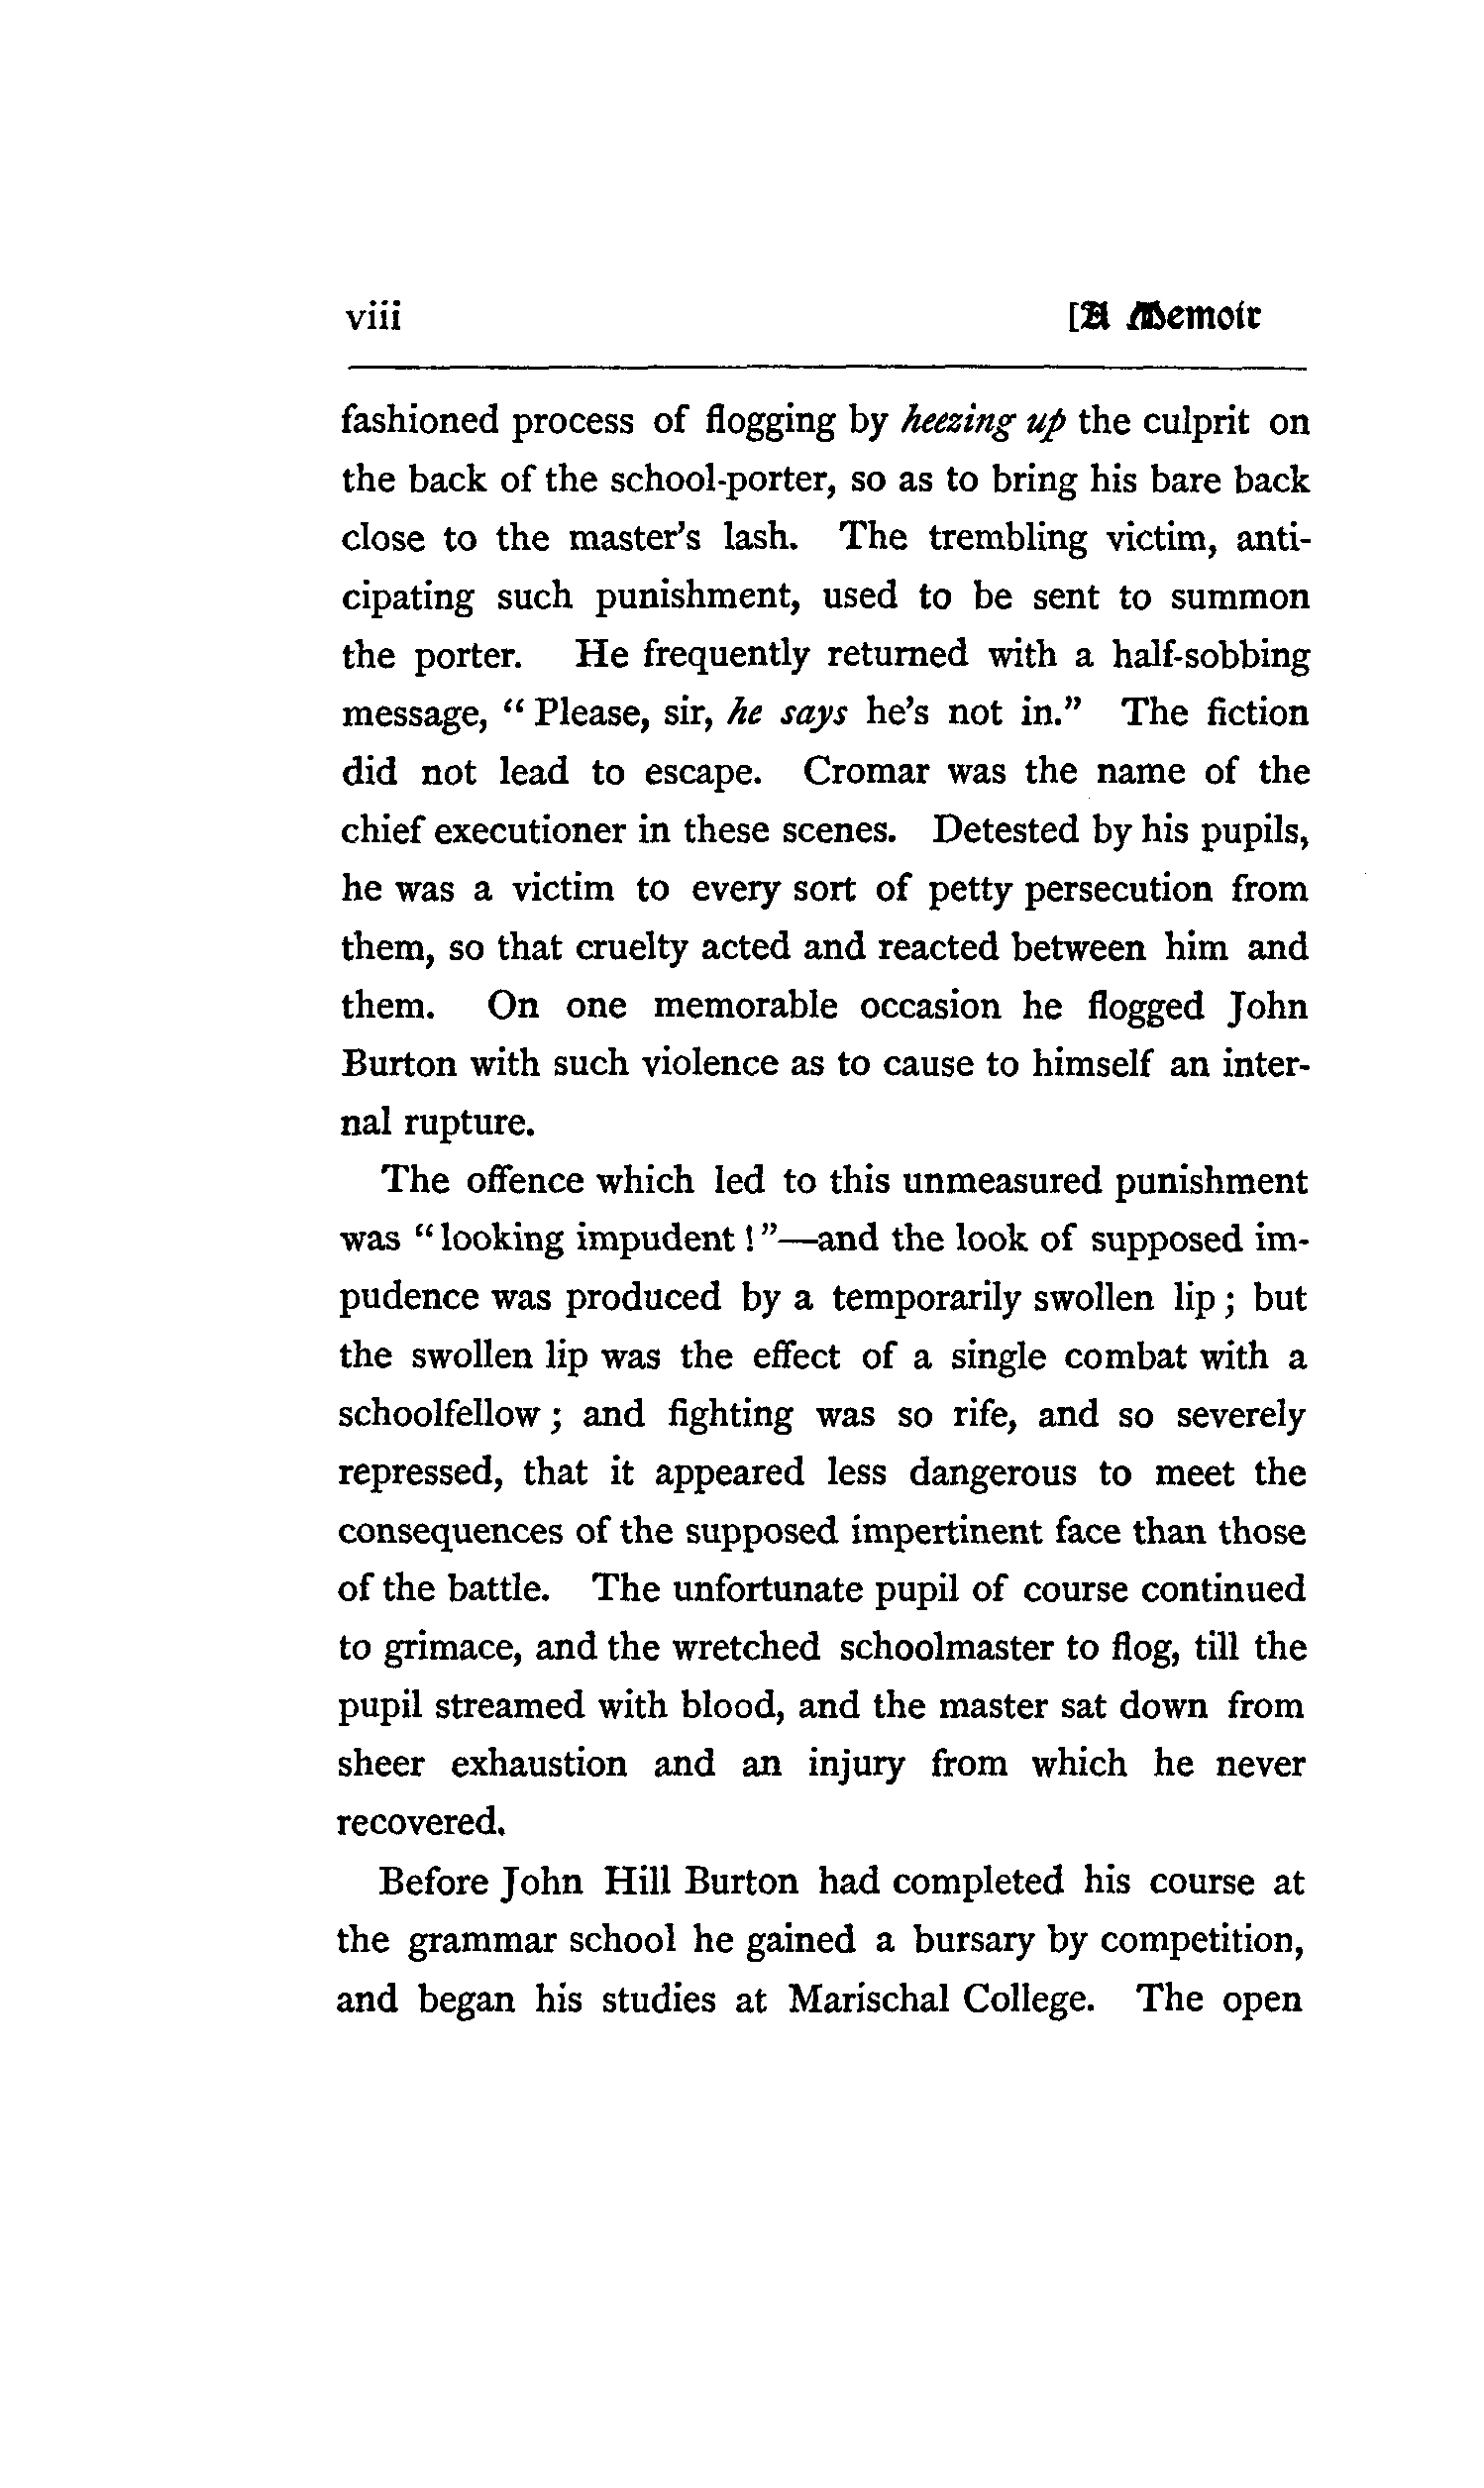 viii [A Memoir
fashioned process of flogging by heezing up the culprit on
the back of the school-porter, so as to bring his bare back
close to the master's lash. The trembling victim, anti-
cipating such punishment, used to be sent to summon
the porter. He frequently returned with a half-sobbing
message, “ Please, sir, he says he's not in.” The fiction
did not lead to escape. Cromar was the name of the
chief executioner in these scenes. Detested by his pupils,
he was a victim to every sort of petty persecution from
them, so that cruelty acted and reacted between him and
them. On one memorable occasion he flogged John
Burton with such violence as to cause to himself an inter-
nal rupture.
The offence which led to this unmeasured punishment
was “looking impudent !”—and the look of supposed im-
pudence was produced by a temporarily swollen lip ; but
the swollen lip was the effect of a single combat with a
schoolfellow ; and fighting was so rife, and so severely
repressed, that it appeared less dangerous to meet the
consequences of the supposed impertinent face than those
of the battle. The unfortunate pupil of course continued
to grimace, and the wretched schoolmaster to flog, till the
pupil streamed with blood, and the master sat down from
sheer exhaustion and an injury from which he never
recovered.
Before John Hill Burton had completed his course at
the grammar school he gained a bursary by competition,
and began his studies at Marischal College. The open